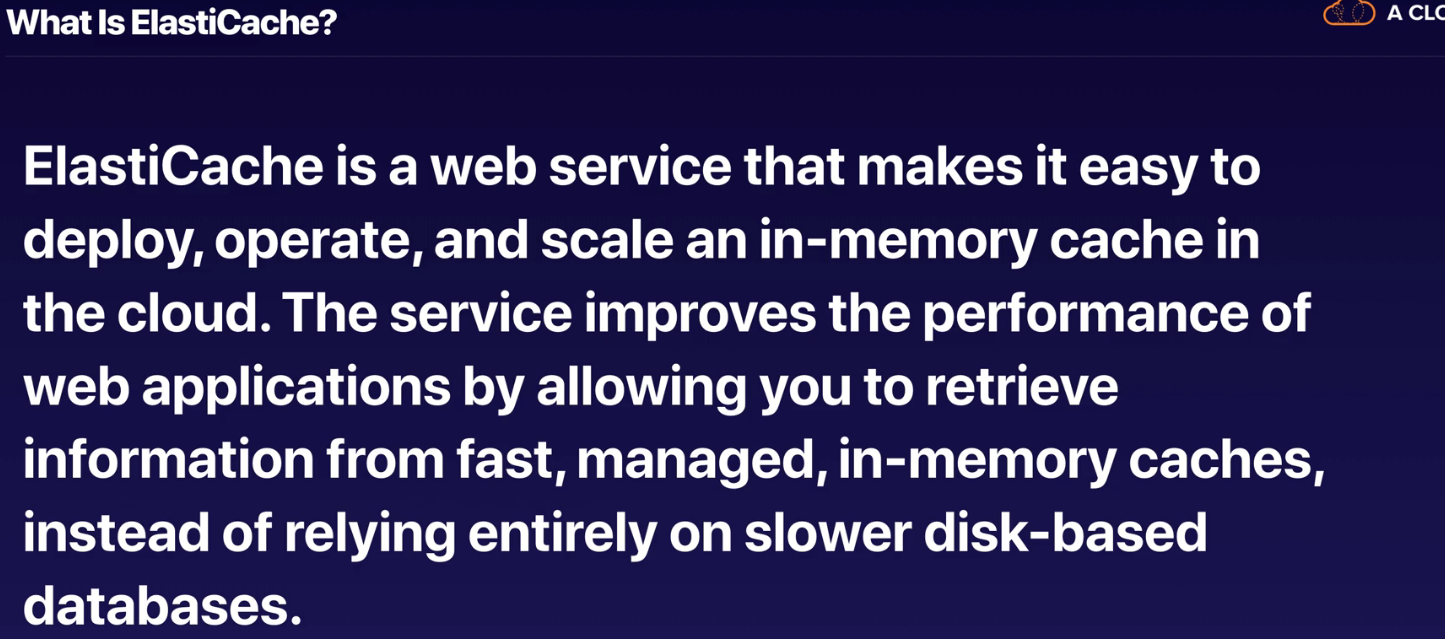 What Is ElastiCache?
A CLO
ElastiCache is a web service that makes it easy to
deploy, operate, and scale an in-memory cache in
the cloud. The service improves the performance of
web applications by allowing you to retrieve
information from fast, managed, in-memory caches,
instead of relying entirely on slower disk-based
databases.